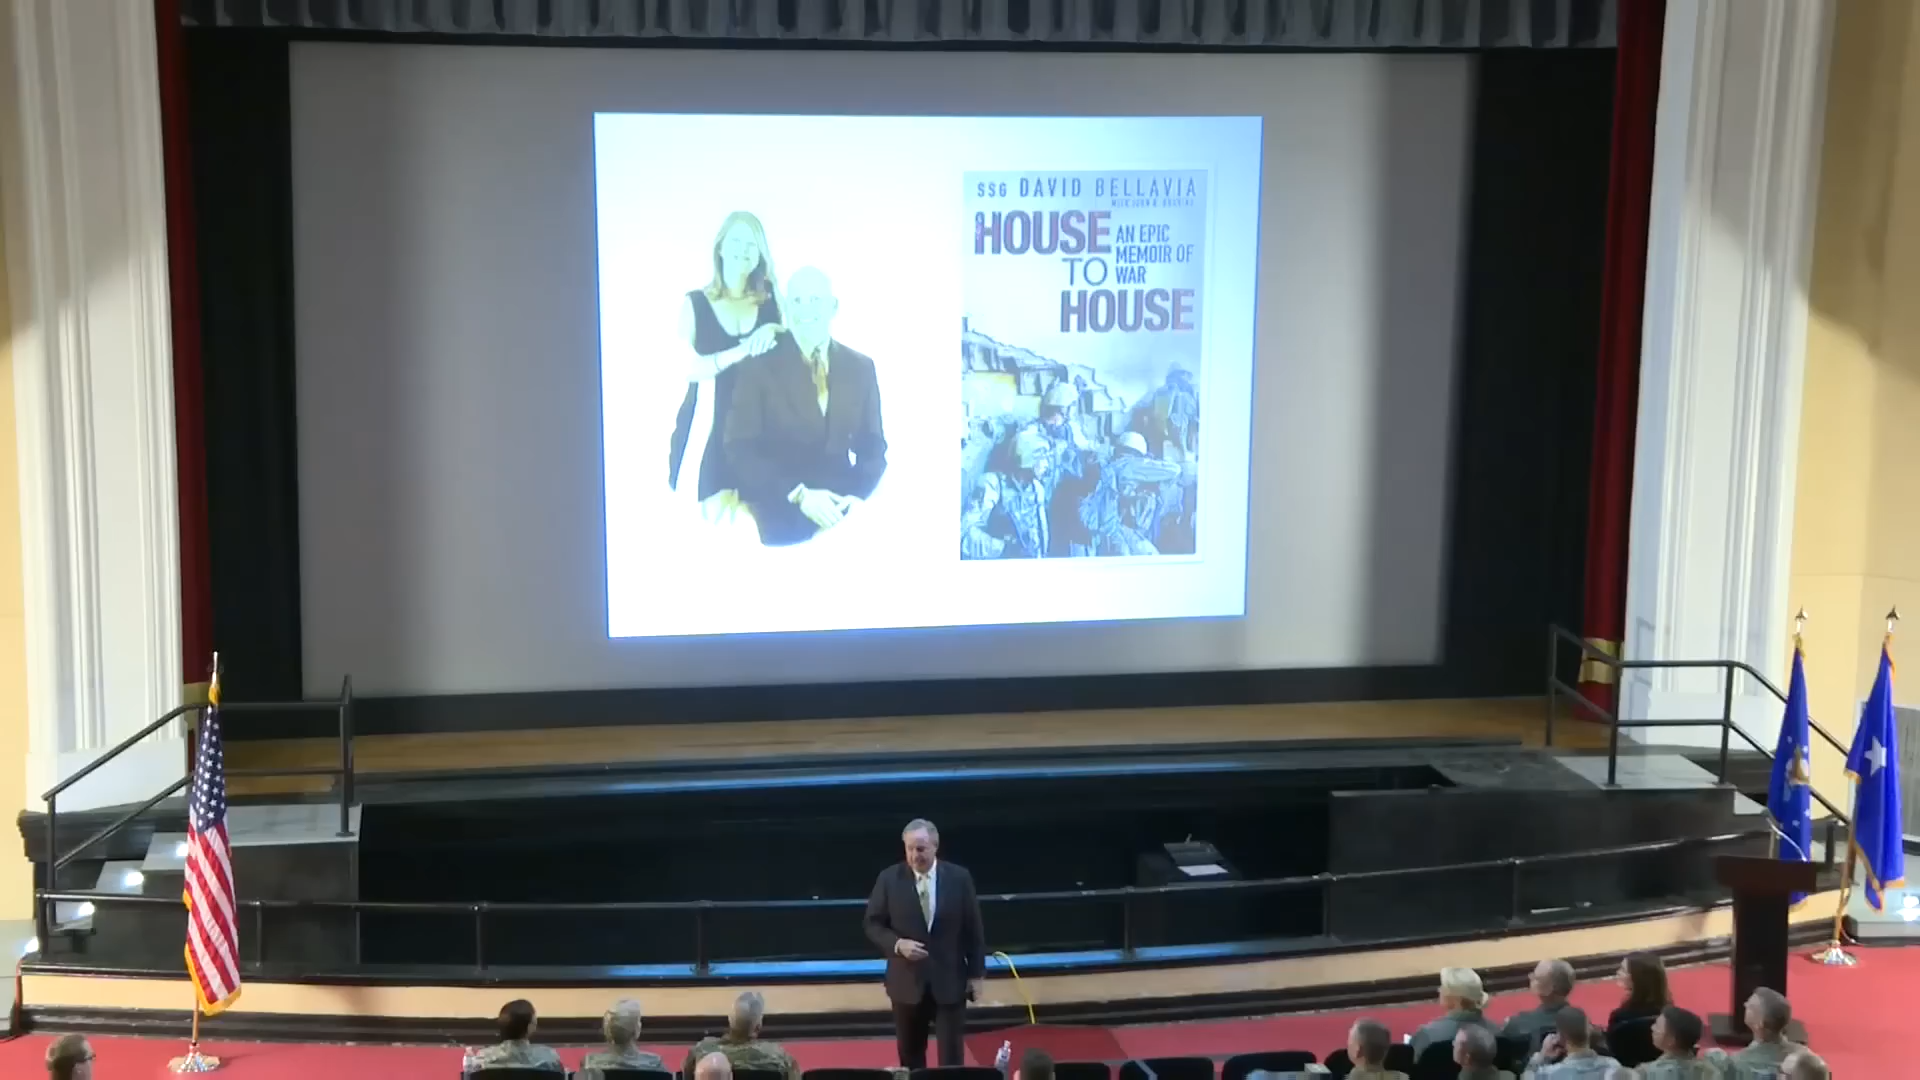 SSG DAVID BELLAVIA
HOUSE
TO
HOUSE
AN EPIC
MEMOIR OF
WAR